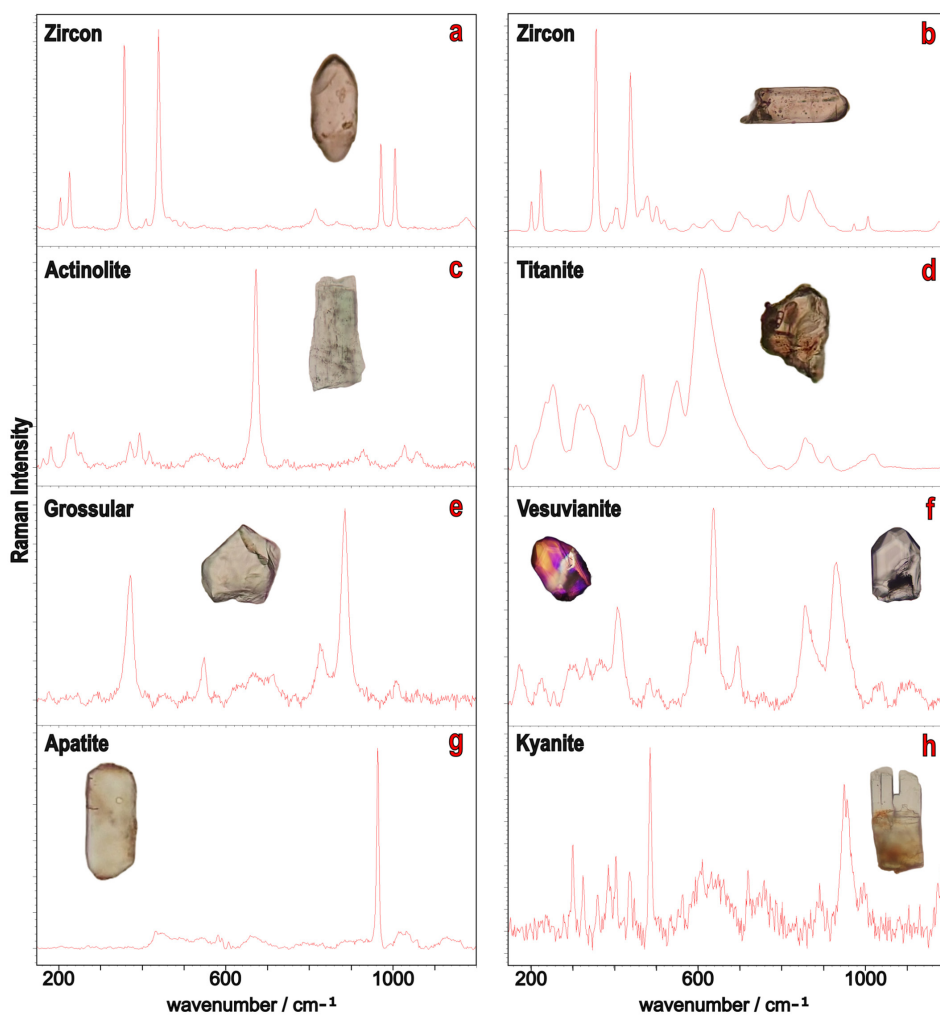 Zircon
a
Zircon
b
Actinolite
c
Titanite
d
Grossular
e
Vesuvianite
f
Apatite
g
Kyanite
h
Raman Intensity
200
600
1000
200
600
1000
wavenumber / cm⁻¹
wavenumber / cm⁻¹